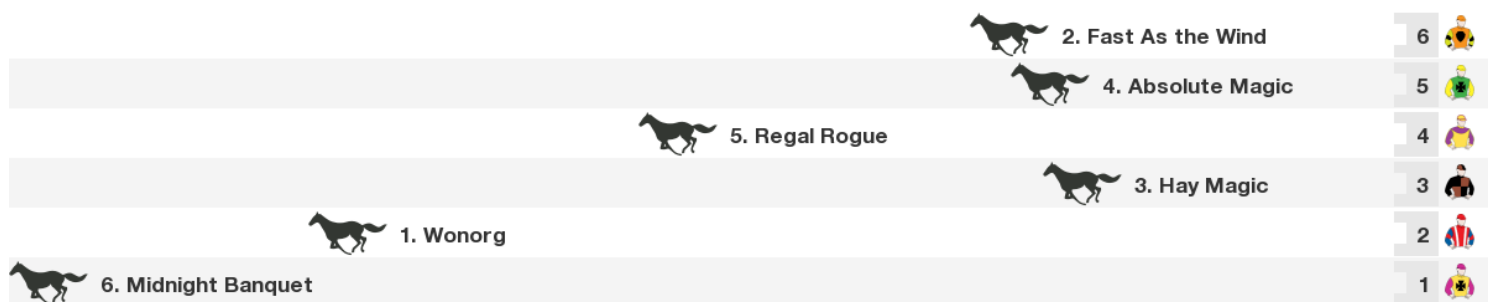 2. Fast As the Wind 6
4. Absolute Magic 5
5. Regal Rogue 4
3. Hay Magic 3
1. Wonorg 2
6. Midnight Banquet 1